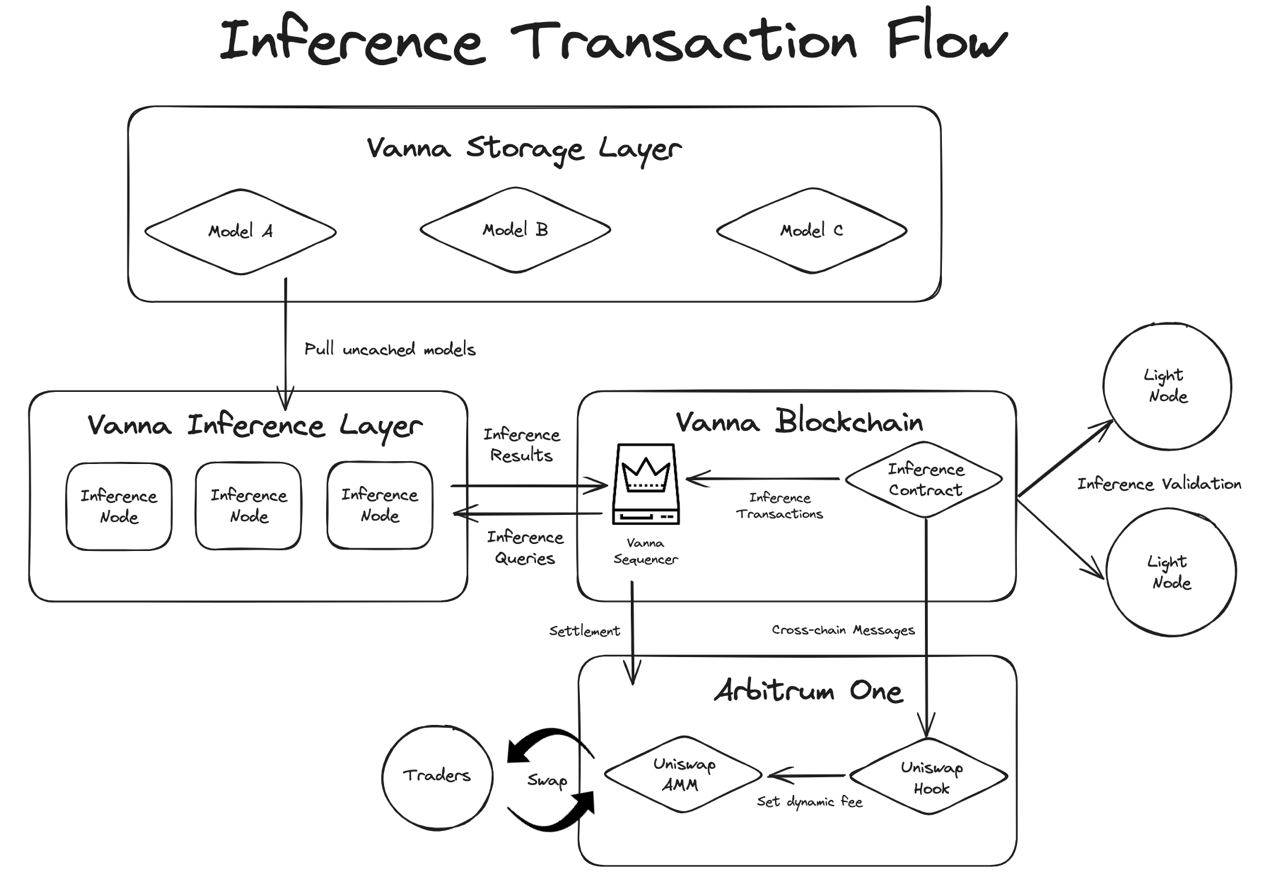 Inference Transaction Flow
Vanna Storage Layer
Model A
Model B
Model C
Pull uncached models
Vanna Inference Layer
Inference
Node
Inference
Node
Inference
Node
Inference
Results
Inference
Queries
Vanna Blockchain
Vanna
Sequencer
Inference
Transactions
Inference
Contract
Light
Node
Inference Validation
Light
Node
Settlement
Cross-chain Messages
Arbitrum One
Traders
Swap
Uniswap
AMM
Set dynamic fee
Uniswap
Hook